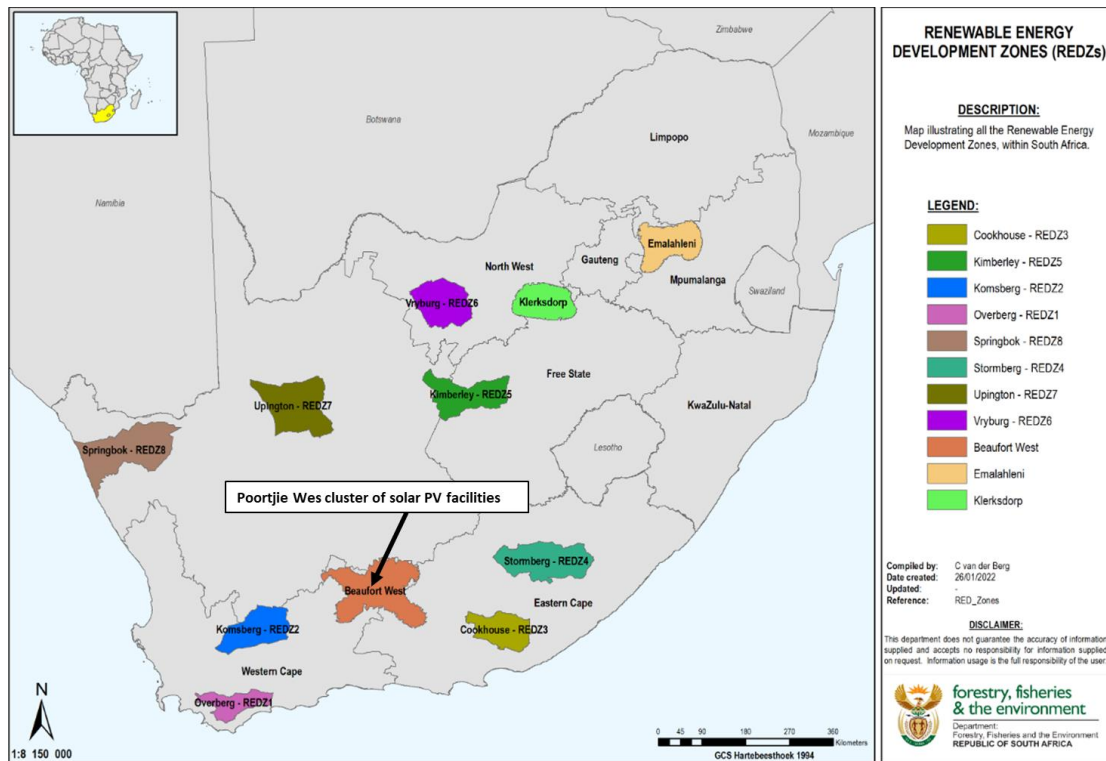 Zimbabwe
Botswana
Limpopo
Mozambique
Namibia
Emalahleni
Gauteng
North West
Mpumalanga
Swaziland
Vryburg - REDZ6
Klerksdorp
Free State
Kimberley - REDZ5
Upington - REDZ7
KwaZulu-Natal
Springbok - REDZ8
Lesotho
Poortjie Wes cluster of solar PV facilities
Stormberg - REDZ4
Beaufort West
Eastern Cape
Komsberg - REDZ2
Cookhouse - REDZ3
Western Cape
Overberg - REDZ1
N
1:8 150 000
0 45 90 180 270 360
Kilometers
GCS Hartebeesthoek 1994
RENEWABLE ENERGY
DEVELOPMENT ZONES (REDZs)
DESCRIPTION:
Map illustrating all the Renewable Energy
Development Zones, within South Africa.
LEGEND:
Cookhouse - REDZ3
Kimberley - REDZ5
Komsberg - REDZ2
Overberg - REDZ1
Springbok - REDZ8
Stormberg - REDZ4
Upington - REDZ7
Vryburg - REDZ6
Beaufort West
Emalahleni
Klerksdorp
Compiled by: C van der Berg
Date created: 26/01/2022
Updated: -
Reference: RED_Zones
DISCLAIMER:
This department does not guarantee the accuracy of information
supplied and accepts no responsibility for information supplied
on request. Information usage is the full responsibility of the user
forestry, fisheries
& the environment
Department:
Forestry, Fisheries and the Environment
REPUBLIC OF SOUTH AFRICA